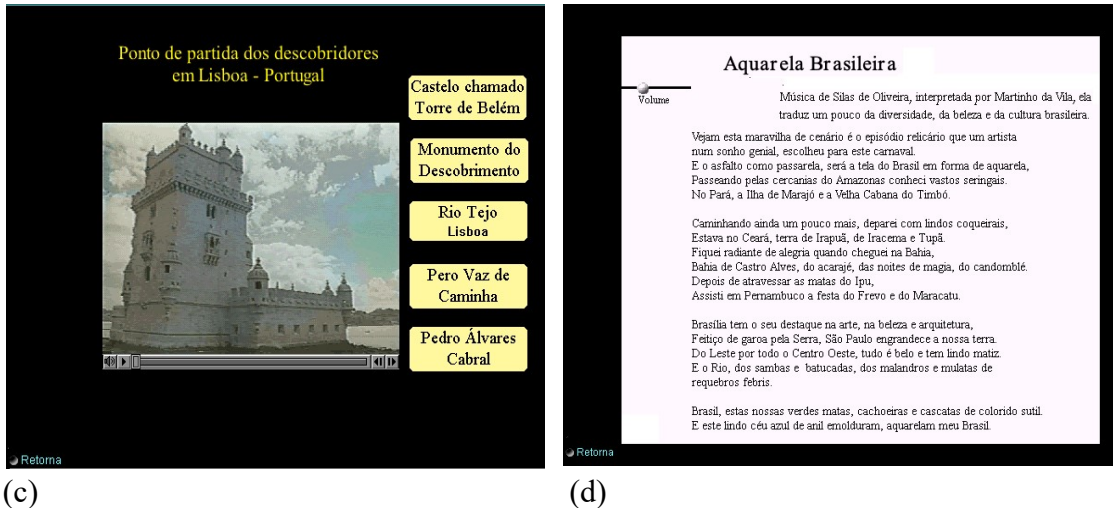 Ponto de partida dos descobridores
em Lisboa - Portugal
Castelo chamado
Torre de Belém
Monumento do
Descobrimento
Rio Tejo
Lisboa
Pero Vaz de
Caminha
Pedro Álvares
Cabral
Retorna
(c)
Aquarela Brasileira
Volume
Música de Silas de Oliveira, interpretada por Martinho da Vila, ela
traduz um pouco da diversidade, da beleza e da cultura brasileira.
Vejam esta maravilha de cenário é o episódio relicário que um artista
num sonho genial, escolheu para este carnaval.
E o asfalto como passarela, será a tela do Brasil em forma de aquarela,
Passeando pelas cercanias do Amazonas conheci vastos seringais.
No Pará, a Ilha de Marajó e a Velha Cabana do Timbó.
Caminhando ainda um pouco mais, deparei com lindos coqueirais,
Estava no Ceará, terra de Irapuã, de Iracema e Tupã.
Fiquei radiante de alegria quando cheguei na Bahia,
Bahia de Castro Alves, do acarajé, das noites de magia, do candomblé.
Depois de atravessar as matas do Ipu,
Assisti em Pernambuco a festa do Frevo e do Maracatu.
Brasília tem o seu destaque na arte, na beleza e arquitetura,
Feitiço de garoa pela Serra, São Paulo engrandece a nossa terra.
Do Leste por todo o Centro Oeste, tudo é belo e tem lindo matiz.
E o Rio, dos sambas e batucadas, dos malandros e mulatas de
requebros febris.
Brasil, estas nossas verdes matas, cachoeiras e cascatas de colorido sutil.
E este lindo céu azul de anil emolduram, aquarelam meu Brasil.
Retorna
(d)